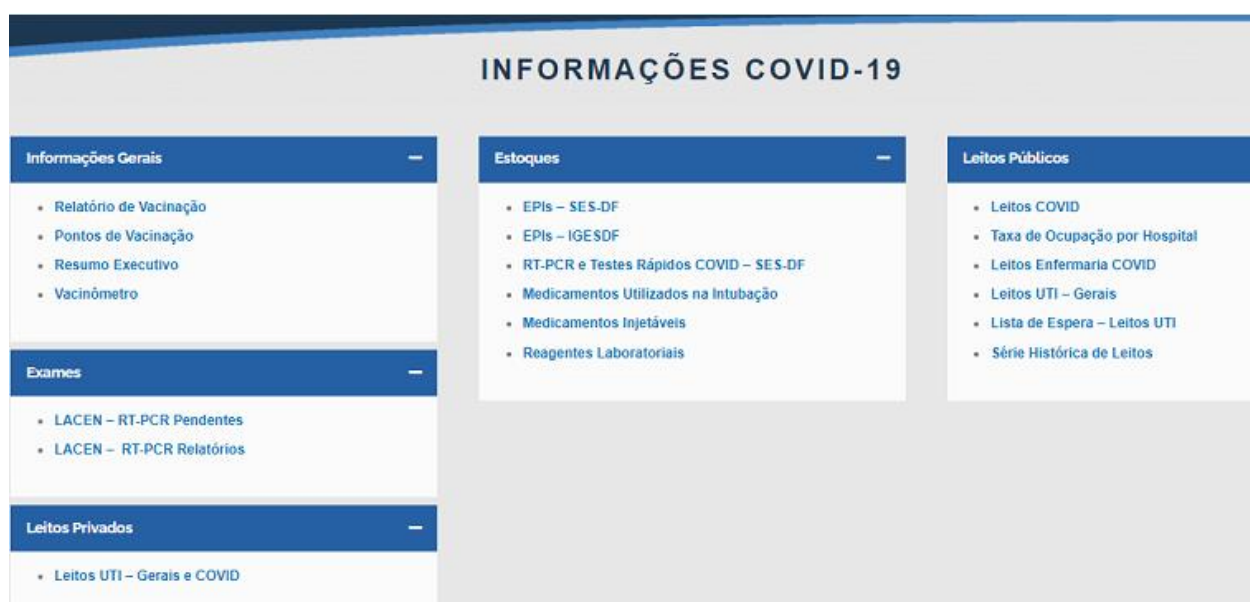 INFORMAÇÕES COVID-19
Informações Gerais
Relatório de Vacinação
Pontos de Vacinação
Resumo Executivo
Vacinômetro
Exames
LACEN – RT-PCR Pendentes
LACEN – RT-PCR Relatórios
Leitos Privados
Leitos UTI – Gerais e COVID
Estoques
EPIs – SES-DF
EPIs – IGESDF
RT-PCR e Testes Rápidos COVID – SES-DF
Medicamentos Utilizados na Intubação
Medicamentos Injetáveis
Reagentes Laboratoriais
Leitos Públicos
Leitos COVID
Taxa de Ocupação por Hospital
Leitos Enfermaria COVID
Leitos UTI – Gerais
Lista de Espera – Leitos UTI
Série Histórica de Leitos